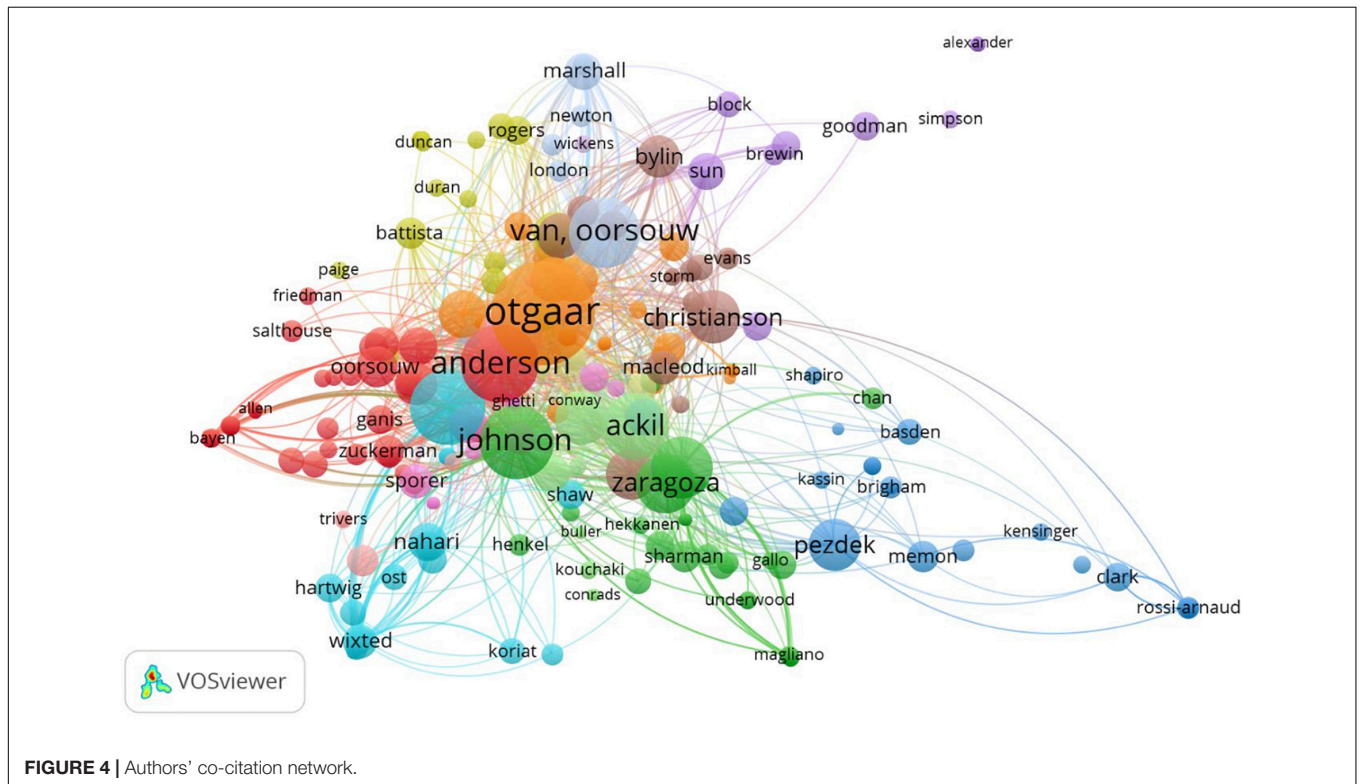 alexander
marshall
block
newton
simpson
goodman
rogers
duncan
wickens
brewin
bylin
london
sun
duran
van, oorsouw
battista
evans
paige
storm
friedman
otgaar
christianson
salthouse
anderson
oorsouw
macleod
kimball
shapiro
chan
ghetti
conway
allen
ganis
ackil
basden
bayen
johnson
zuckerman
sporer
zaragoza
kassin
brigham
shaw
trivers
hekkanen
buller
kensinger
nahari
henkel
pezdek
sharman
memon
gallo
kouchaki
ost
clark
hartwig
conrads
underwood
rossi-arnaud
wixted
koriat
magliano
VOSviewer
FIGURE 4 | Authors’ co-citation network.